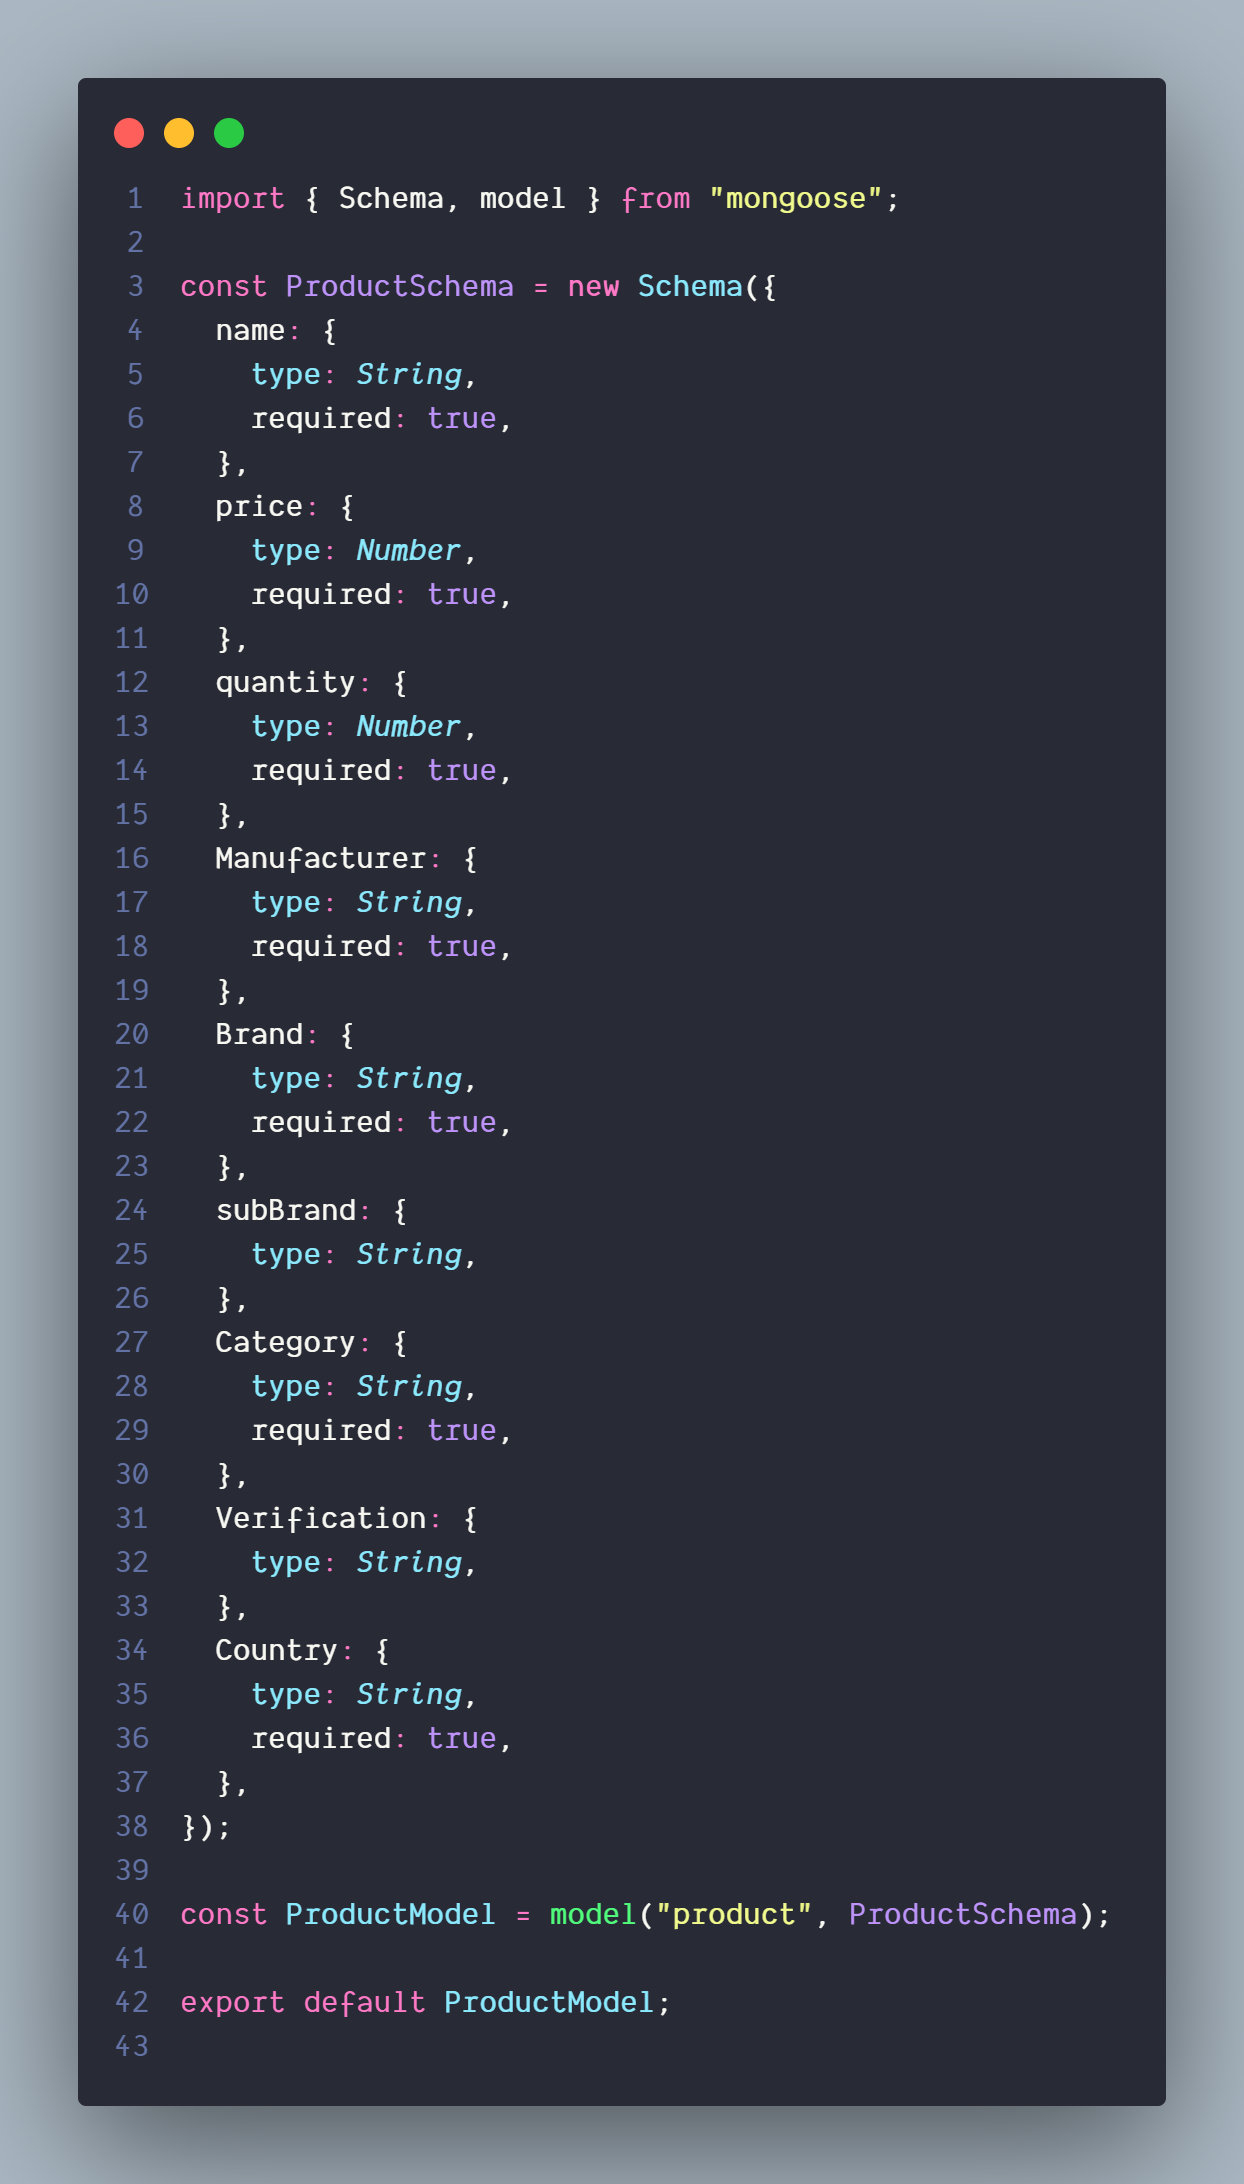 1 import { Schema, model } from "mongoose";
2
3 const ProductSchema = new Schema({
4   name: {
5     type: String,
6     required: true,
7   },
8   price: {
9     type: Number,
10     required: true,
11   },
12   quantity: {
13     type: Number,
14     required: true,
15   },
16   Manufacturer: {
17     type: String,
18     required: true,
19   },
20   Brand: {
21     type: String,
22     required: true,
23   },
24   subBrand: {
25     type: String,
26   },
27   Category: {
28     type: String,
29     required: true,
30   },
31   Verification: {
32     type: String,
33   },
34   Country: {
35     type: String,
36     required: true,
37   },
38 });
39
40 const ProductModel = model("product", ProductSchema);
41
42 export default ProductModel;
43